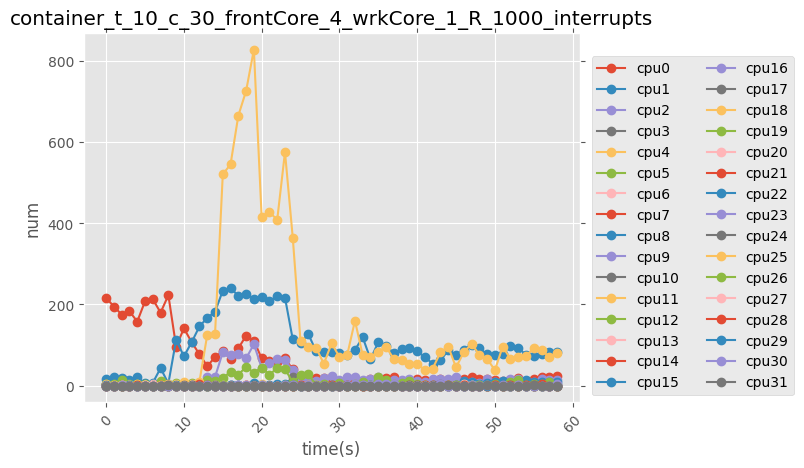 container_t_10_c_30_frontCore_4_wrkCore_1_R_1000_interrupts
num
800
600
400
200
0
0
10
20
30
40
50
60
time(s)
cpu0
cpu1
cpu2
cpu3
cpu4
cpu5
cpu6
cpu7
cpu8
cpu9
cpu10
cpu11
cpu12
cpu13
cpu14
cpu15
cpu16
cpu17
cpu18
cpu19
cpu20
cpu21
cpu22
cpu23
cpu24
cpu25
cpu26
cpu27
cpu28
cpu29
cpu30
cpu31